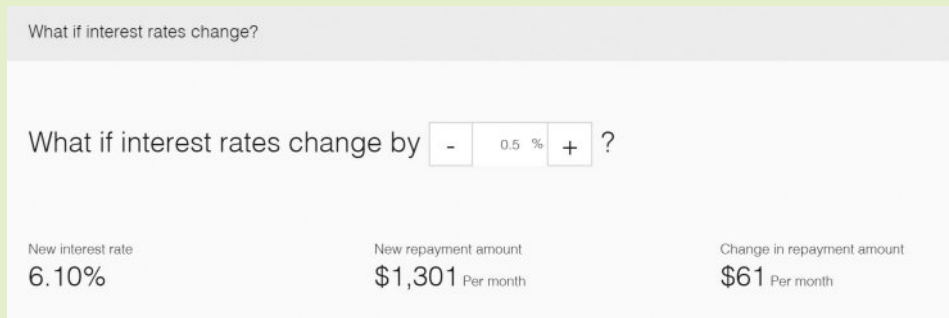 What if interest rates change?
What if interest rates change by - 0.5 % + ?
New interest rate
6.10%
New repayment amount
$1,301 Per month
Change in repayment amount
$61 Per month